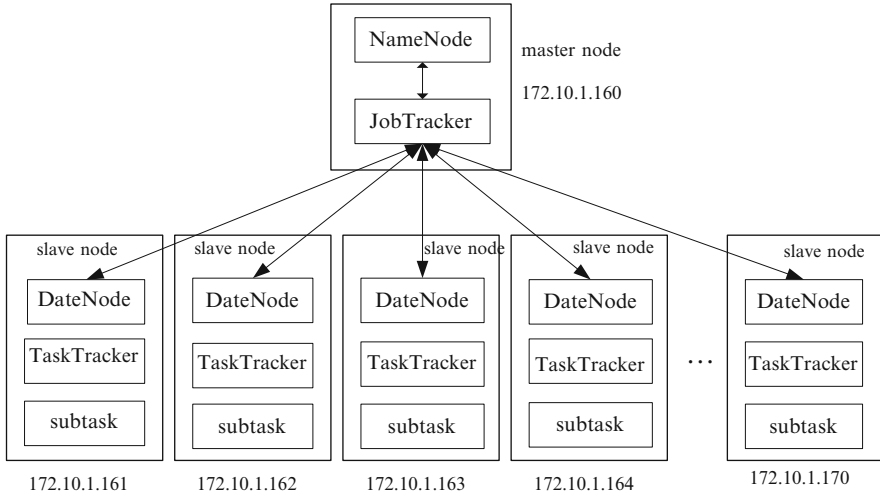 NameNode
master node
172.10.1.160
JobTracker
slave node
slave node
slave node
slave node
slave node
DateNode
DateNode
DateNode
DateNode
DateNode
TaskTracker
TaskTracker
TaskTracker
TaskTracker
...
TaskTracker
subtask
subtask
subtask
subtask
subtask
172.10.1.161
172.10.1.162
172.10.1.163
172.10.1.164
172.10.1.170